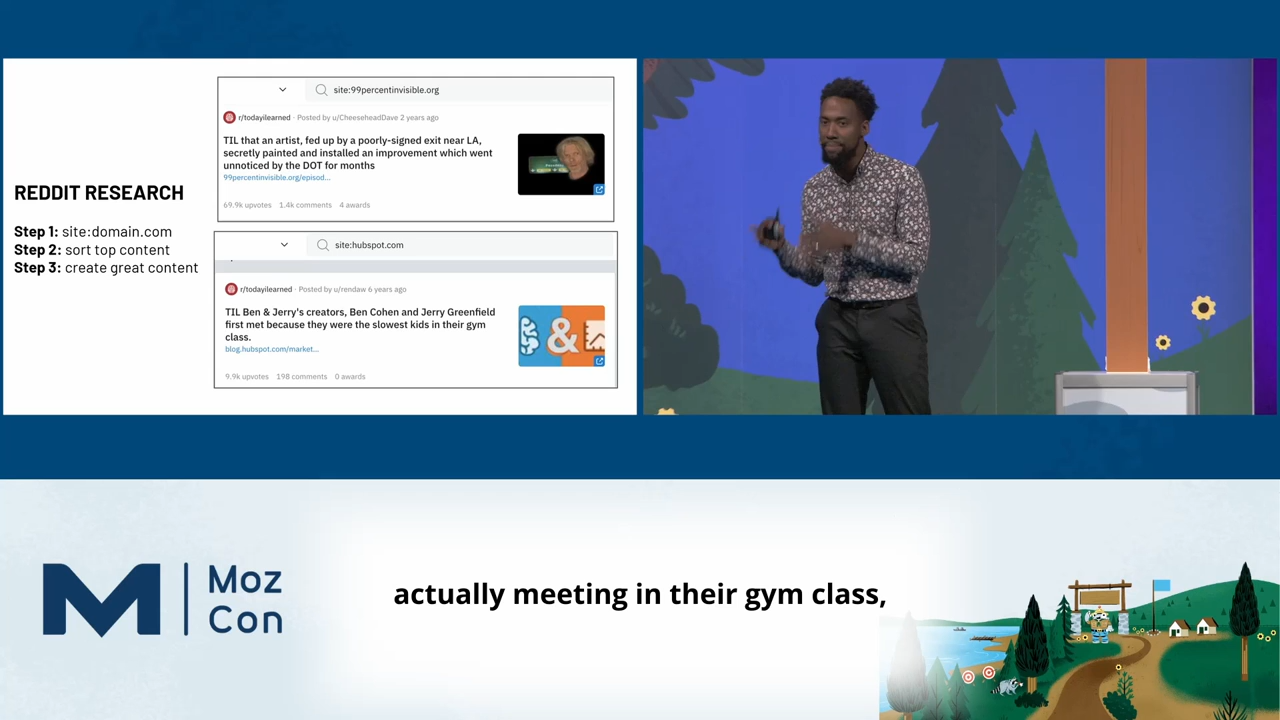 REDDIT RESEARCH
Step 1: site:domain.com
Step 2: sort top content
Step 3: create great content
site:99percentinvisible.org
r/todayilearned · Posted by u/CheeseheadDave 2 years ago
TIL that an artist, fed up by a poorly-signed exit near LA,
secretly painted and installed an improvement which went
unnoticed by the DOT for months
99percentinvisible.org/episod...
69.9k upvotes 1.4k comments 4 awards
site:hubspot.com
r/todayilearned · Posted by u/rendaw 6 years ago
TIL Ben & Jerry's creators, Ben Cohen and Jerry Greenfield
first met because they were the slowest kids in their gym
class.
blog.hubspot.com/market...
&
9.9k upvotes 198 comments 0 awards
Moz
Con
actually meeting in their gym class,